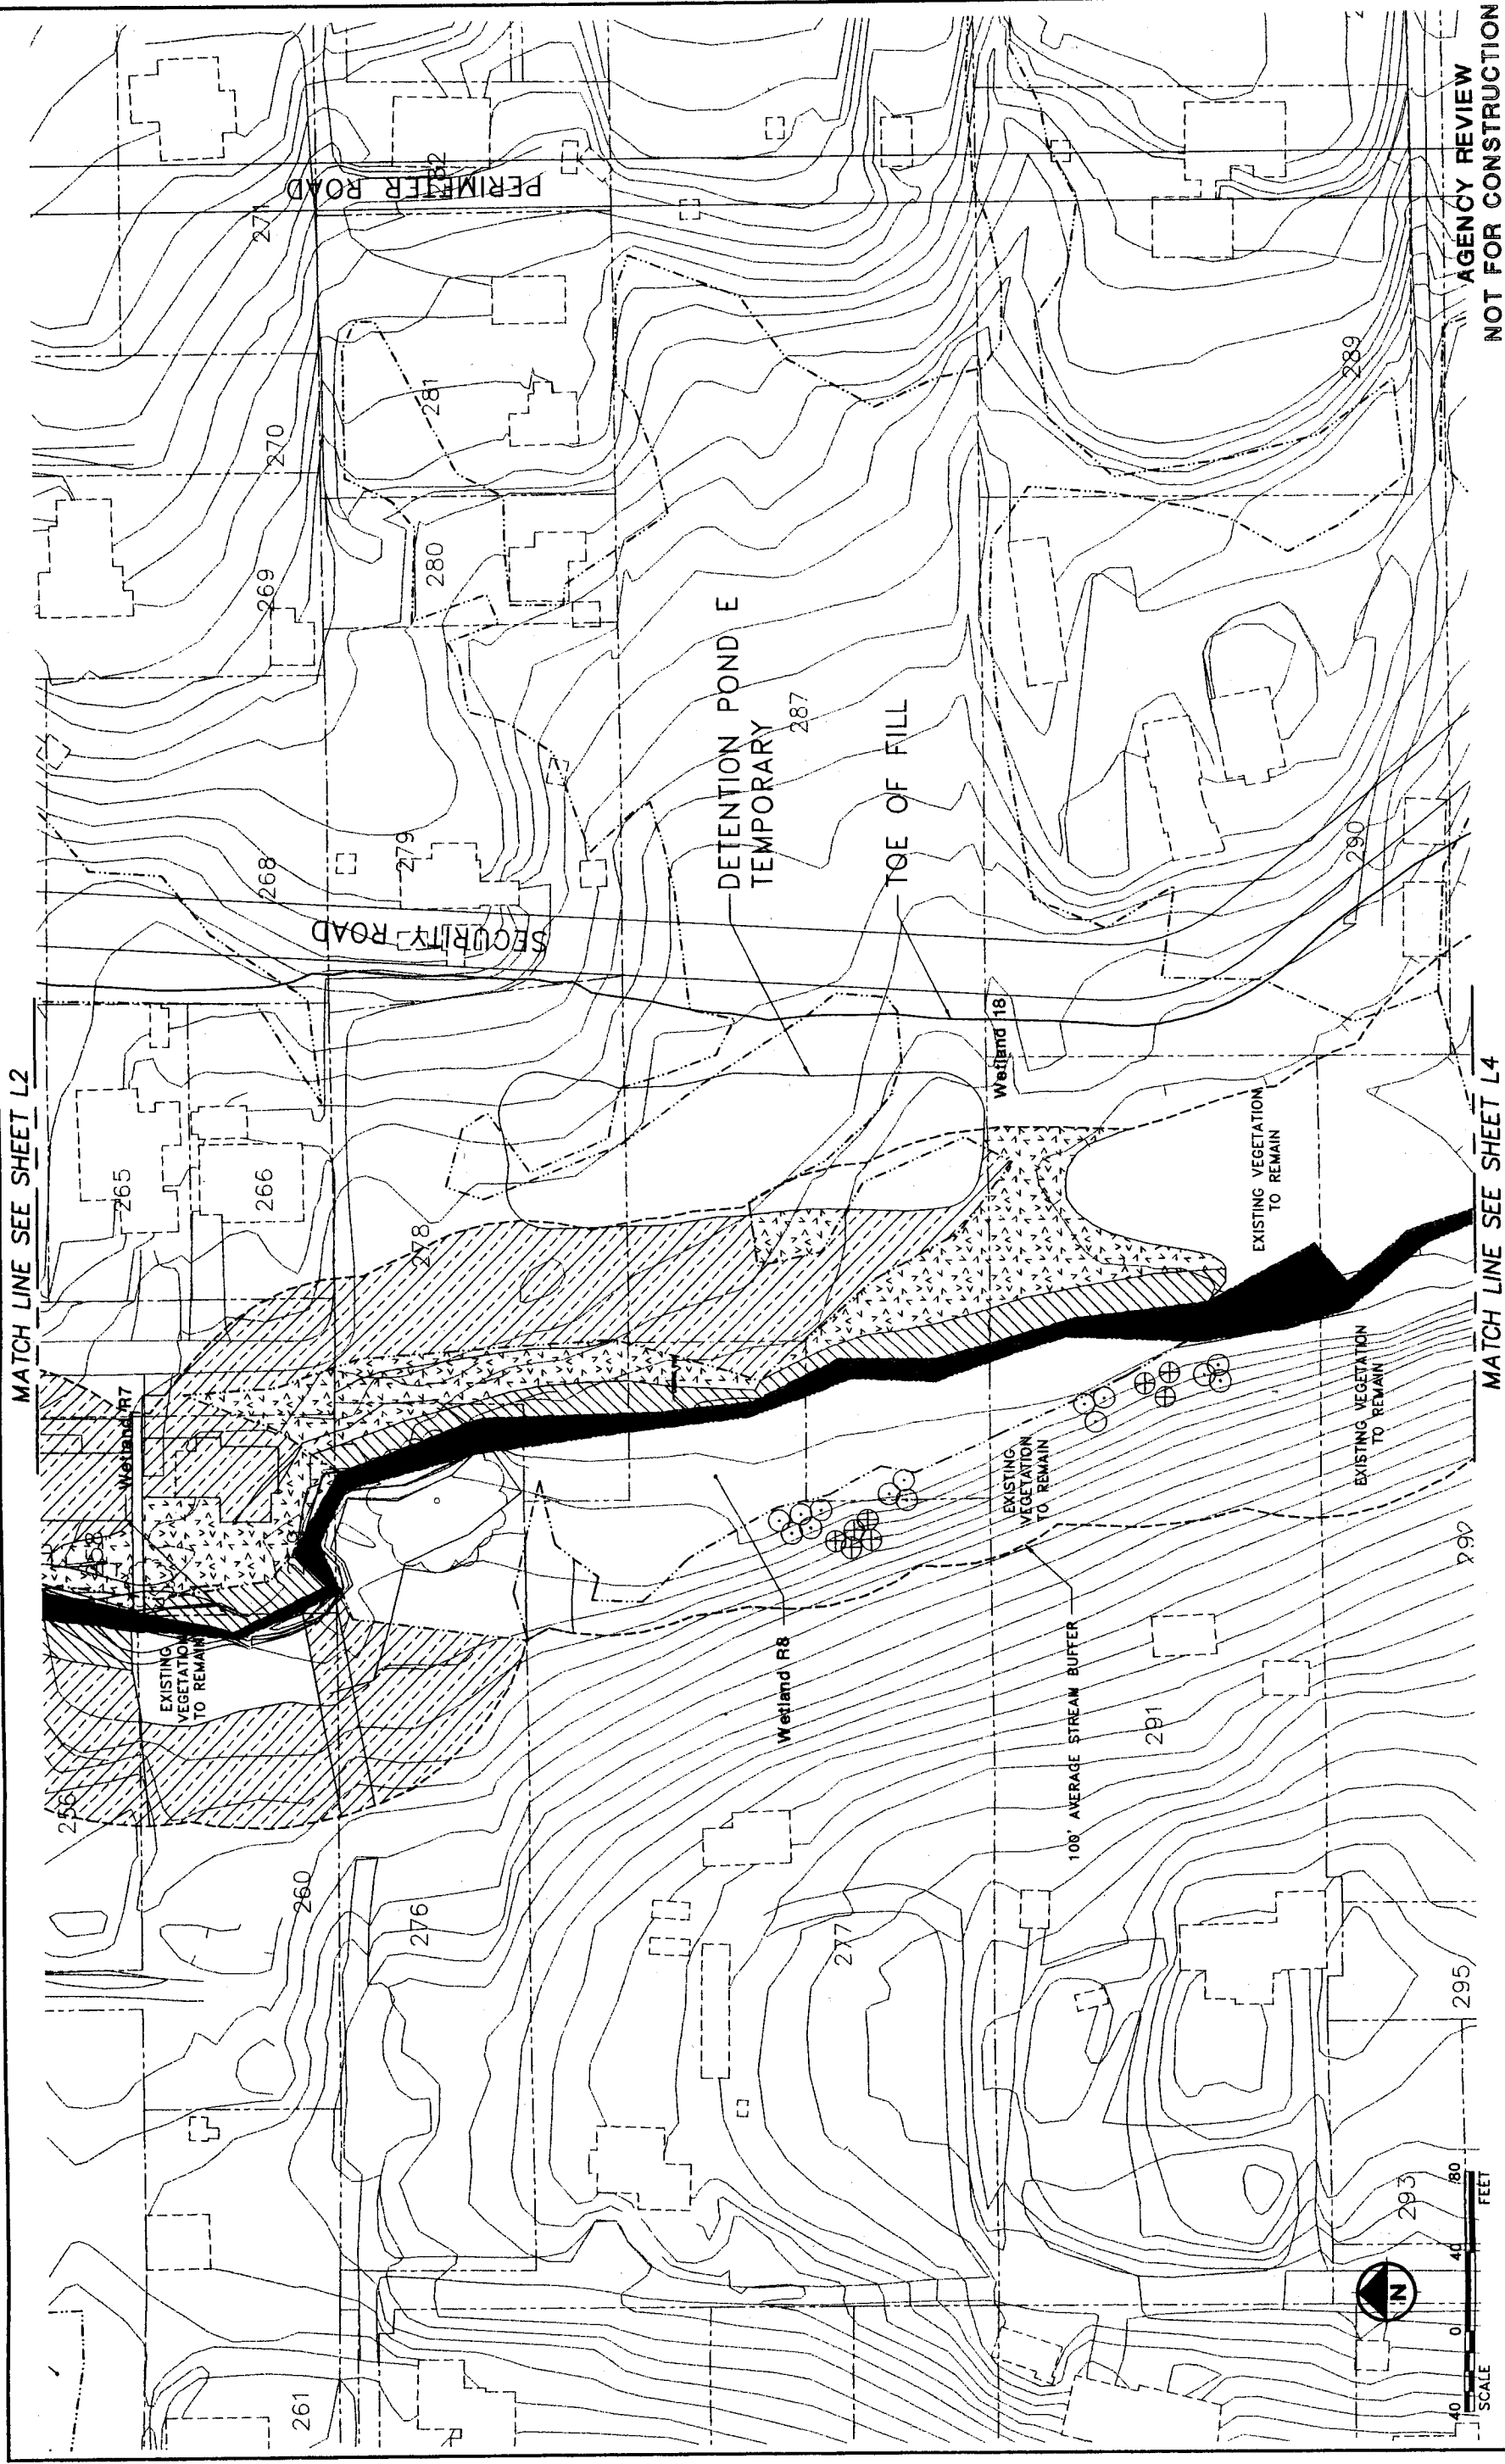 MATCH LINE SEE SHEET L2
261
260
256
276
EXISTING
VEGETATION
TO REMAIN
Wetland R7
258
265
266
278
268
279
SECURITY ROAD
269
280
270
281
271
282
PERIMETER ROAD
DETENTION POND E
TEMPORARY
287
TOE OF FILL
Wetland 18
Wetland R8
277
EXISTING
VEGETATION
TO REMAIN
100' AVERAGE STREAM BUFFER
291
EXISTING VEGETATION
TO REMAIN
EXISTING VEGETATION
TO REMAIN
289
290
290
295
293
N
40 0 40 80
SCALE FEET
MATCH LINE SEE SHEET L4
AGENCY REVIEW
NOT FOR CONSTRUCTION